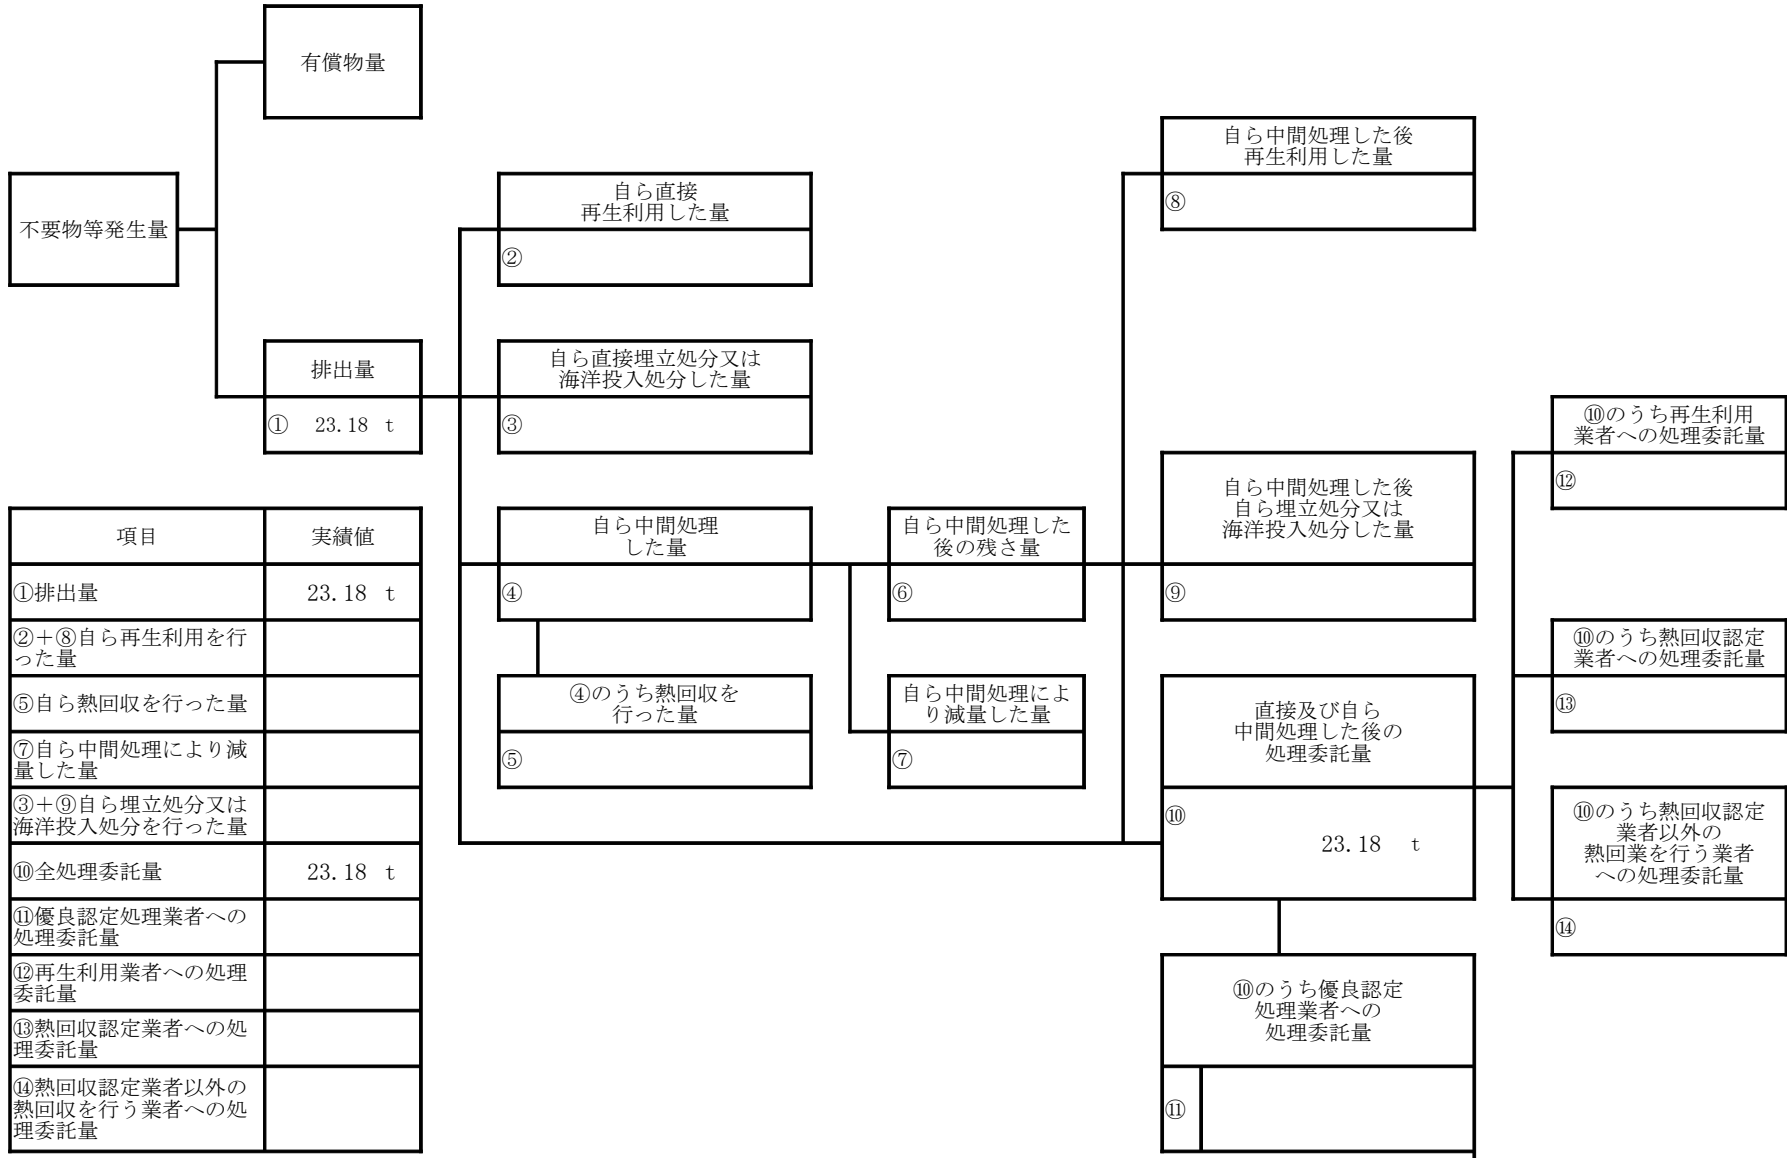 有償物量
不要物等発生量
排出量
① 23.18 t
自ら直接
再生利用した量
②
自ら直接埋立処分又は
海洋投入処分した量
③
自ら中間処理
した量
④
④のうち熱回収を
行った量
⑤
自ら中間処理した
後の残さ量
⑥
自ら中間処理によ
り減量した量
⑦
自ら中間処理した後
再生利用した量
⑧
自ら中間処理した後
自ら埋立処分又は
海洋投入処分した量
⑨
直接及び自ら
中間処理した後の
処理委託量
⑩
23.18 t
⑩のうち優良認定
処理業者への
処理委託量
⑪
⑩のうち再生利用
業者への処理委託量
⑫
⑩のうち熱回収認定
業者への処理委託量
⑬
⑩のうち熱回収認定
業者以外の
熱回業を行う業者
への処理委託量
⑭
項目 実績値
①排出量 23.18 t
②+⑧自ら再生利用を行
った量
⑤自ら熱回収を行った量
⑦自ら中間処理により減
量した量
③+⑨自ら埋立処分又は
海洋投入処分を行った量
⑩全処理委託量 23.18 t
⑪優良認定処理業者への
処理委託量
⑫再生利用業者への処理
委託量
⑬熱回収認定業者への処
理委託量
⑭熱回収認定業者以外の
熱回収を行う業者への処
理委託量